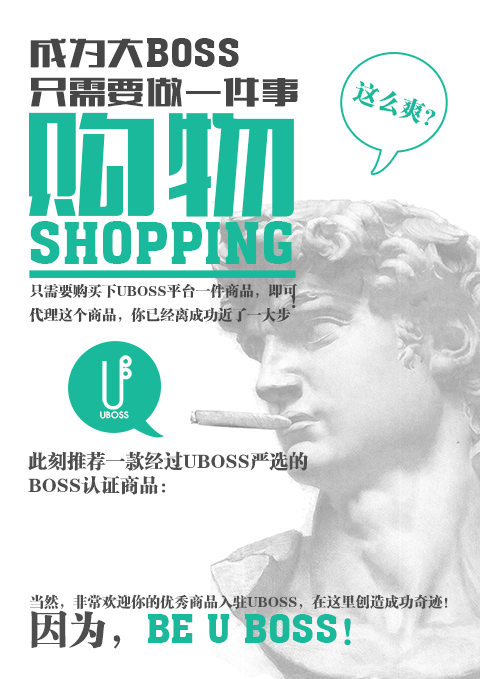 成为大BOSS
只需要做一件事
购物
SHOPPING
这么爽?
只需要购买下UBOSS平台一件商品，即可
代理这个商品，你已经离成功近了一大步!
UBOSS
此刻推荐一款经过UBOSS严选的
BOSS认证商品：
当然，非常欢迎你的优秀商品入驻UBOSS，在这里创造成功奇迹！
因为，BE U BOSS!